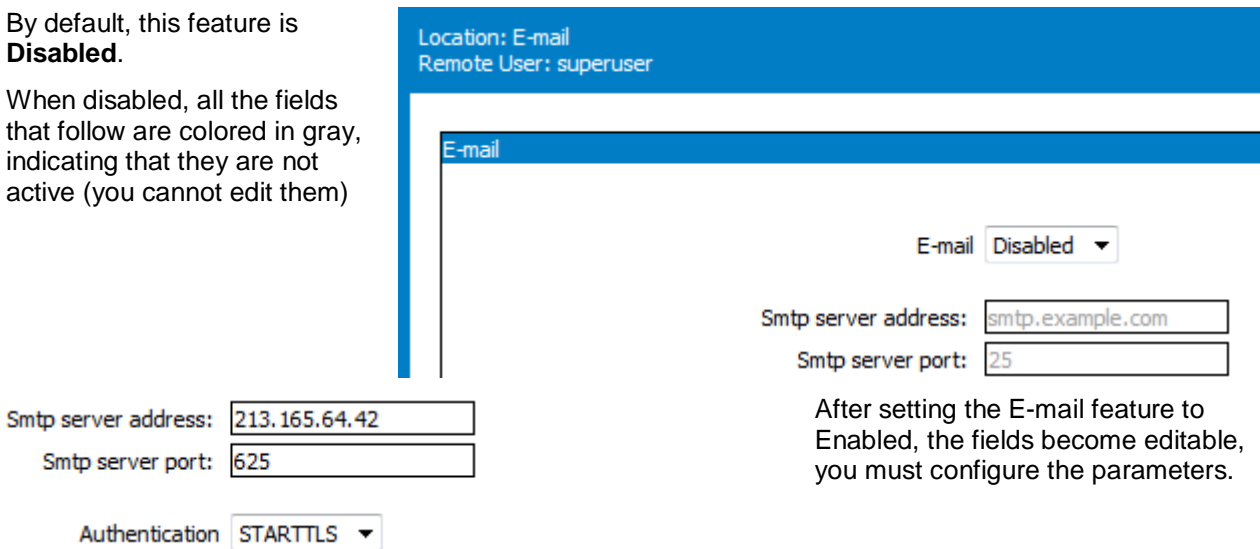 By default, this feature is
Disabled.
When disabled, all the fields
that follow are colored in gray,
indicating that they are not
active (you cannot edit them)
Location: E-mail
Remote User: superuser
E-mail
E-mail Disabled
Smtp server address: smtp.example.com
Smtp server port: 25
Smtp server address: 213.165.64.42
Smtp server port: 625
Authentication STARTTLS
After setting the E-mail feature to
Enabled, the fields become editable,
you must configure the parameters.